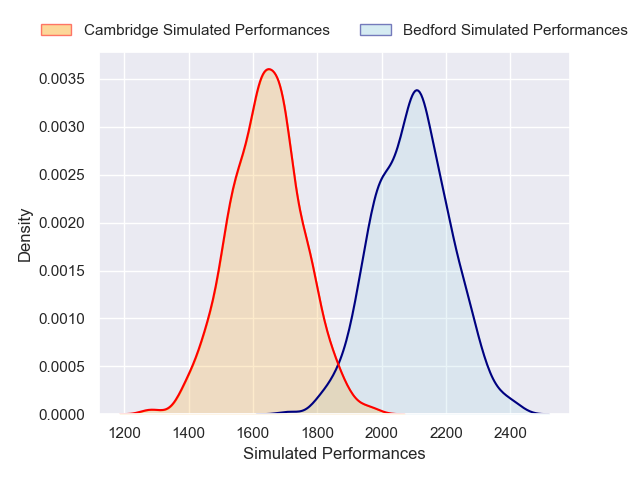 Cambridge Simulated Performances Bedford Simulated Performances
0.0035
0.0030
0.0025
0.0020
0.0015
0.0010
0.0005
0.0000
Density
1200 1400 1600 1800 2000 2200 2400
Simulated Performances